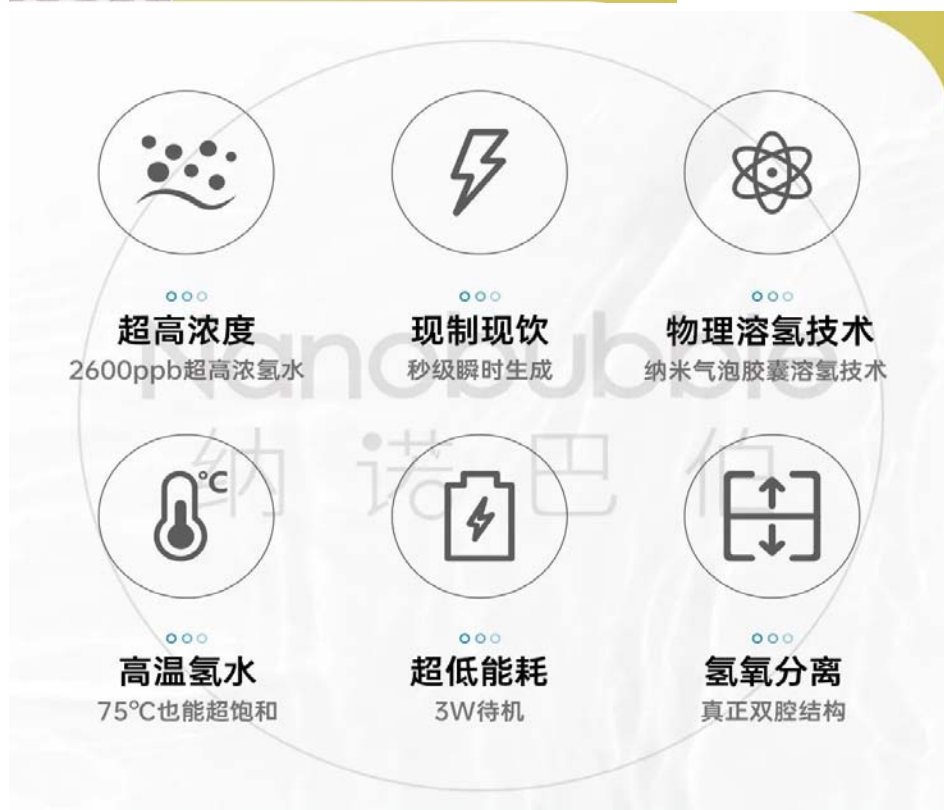 超高浓度
2600ppb超高浓氢水
现制现饮
秒级瞬时生成
物理溶氢技术
纳米气泡胶囊溶氢技术
Nanobubble
纳诺巴伯
°C
高温氢水
75°C也能超饱和
超低能耗
3W待机
氢氧分离
真正双腔结构